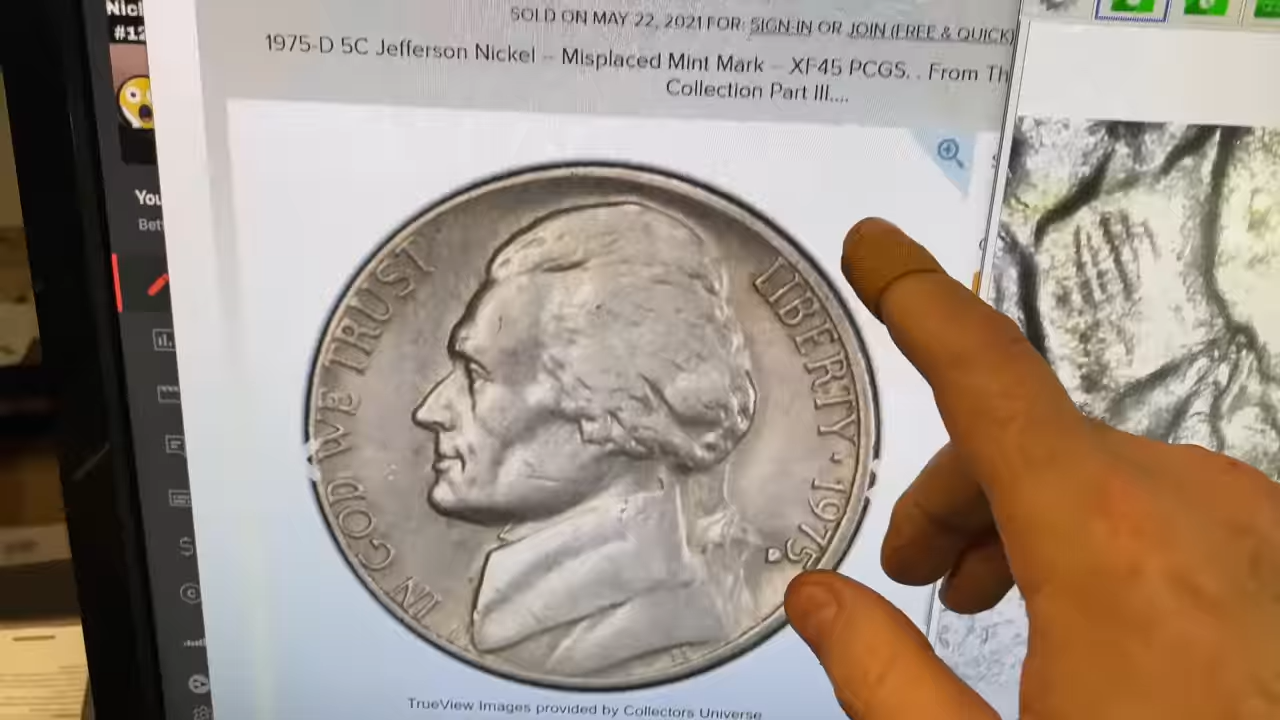 #12
SOLD ON MAY 22, 2021 FOR: SIGN-IN OR JOIN (FREE & QUICK)
1975-D 5C Jefferson Nickel – Misplaced Mint Mark – XF45 PCGS. . From Th
Collection Part III....
You
IN GOD WE TRUST
LIBERTY · 1975
TrueView Images provided by Collectors Universe